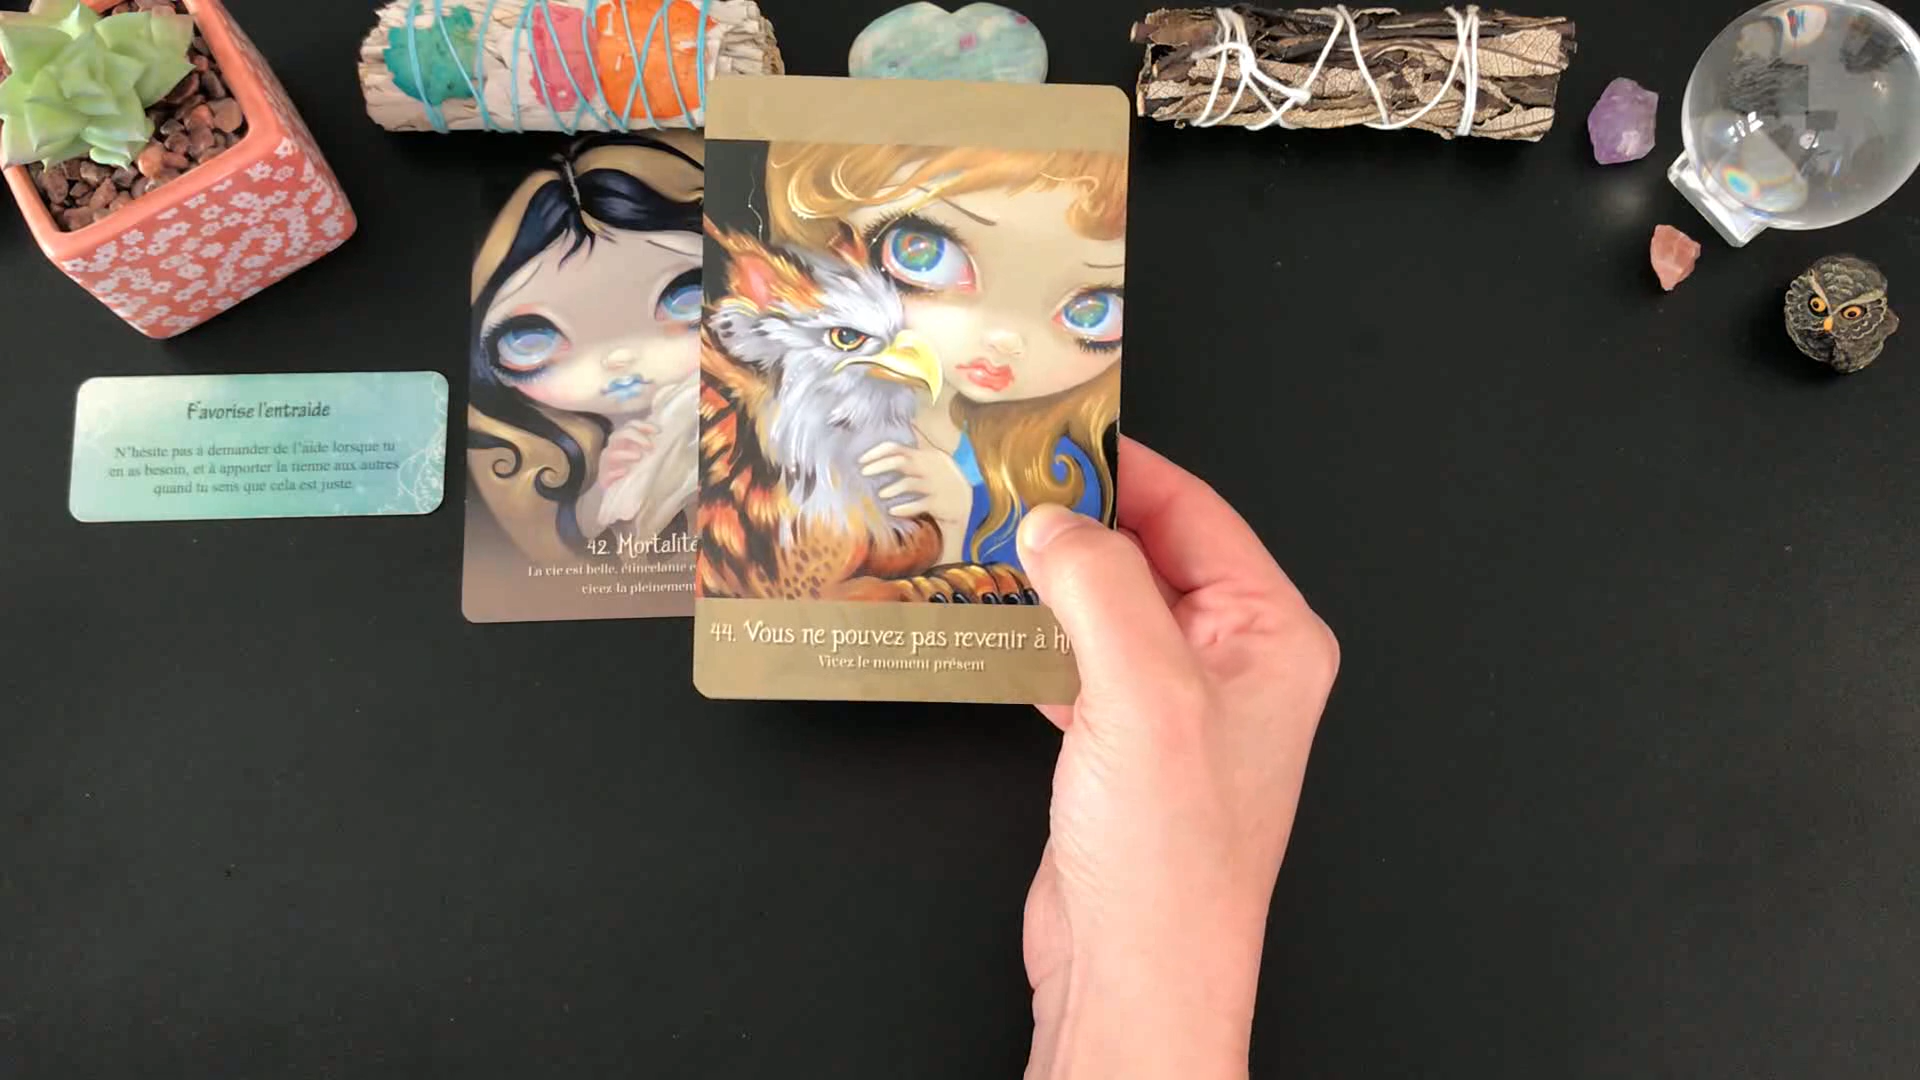 Favorise l'entraide
N'hésite pas à demander de l'aide lorsque tu
en as besoin, et à apporter la tienne aux autres
quand tu sens que cela est juste.
42. Mortalité
La vie est belle, étincelante
vivez-la pleinement
44. Vous ne pouvez pas revenir à
Vivez le moment présent